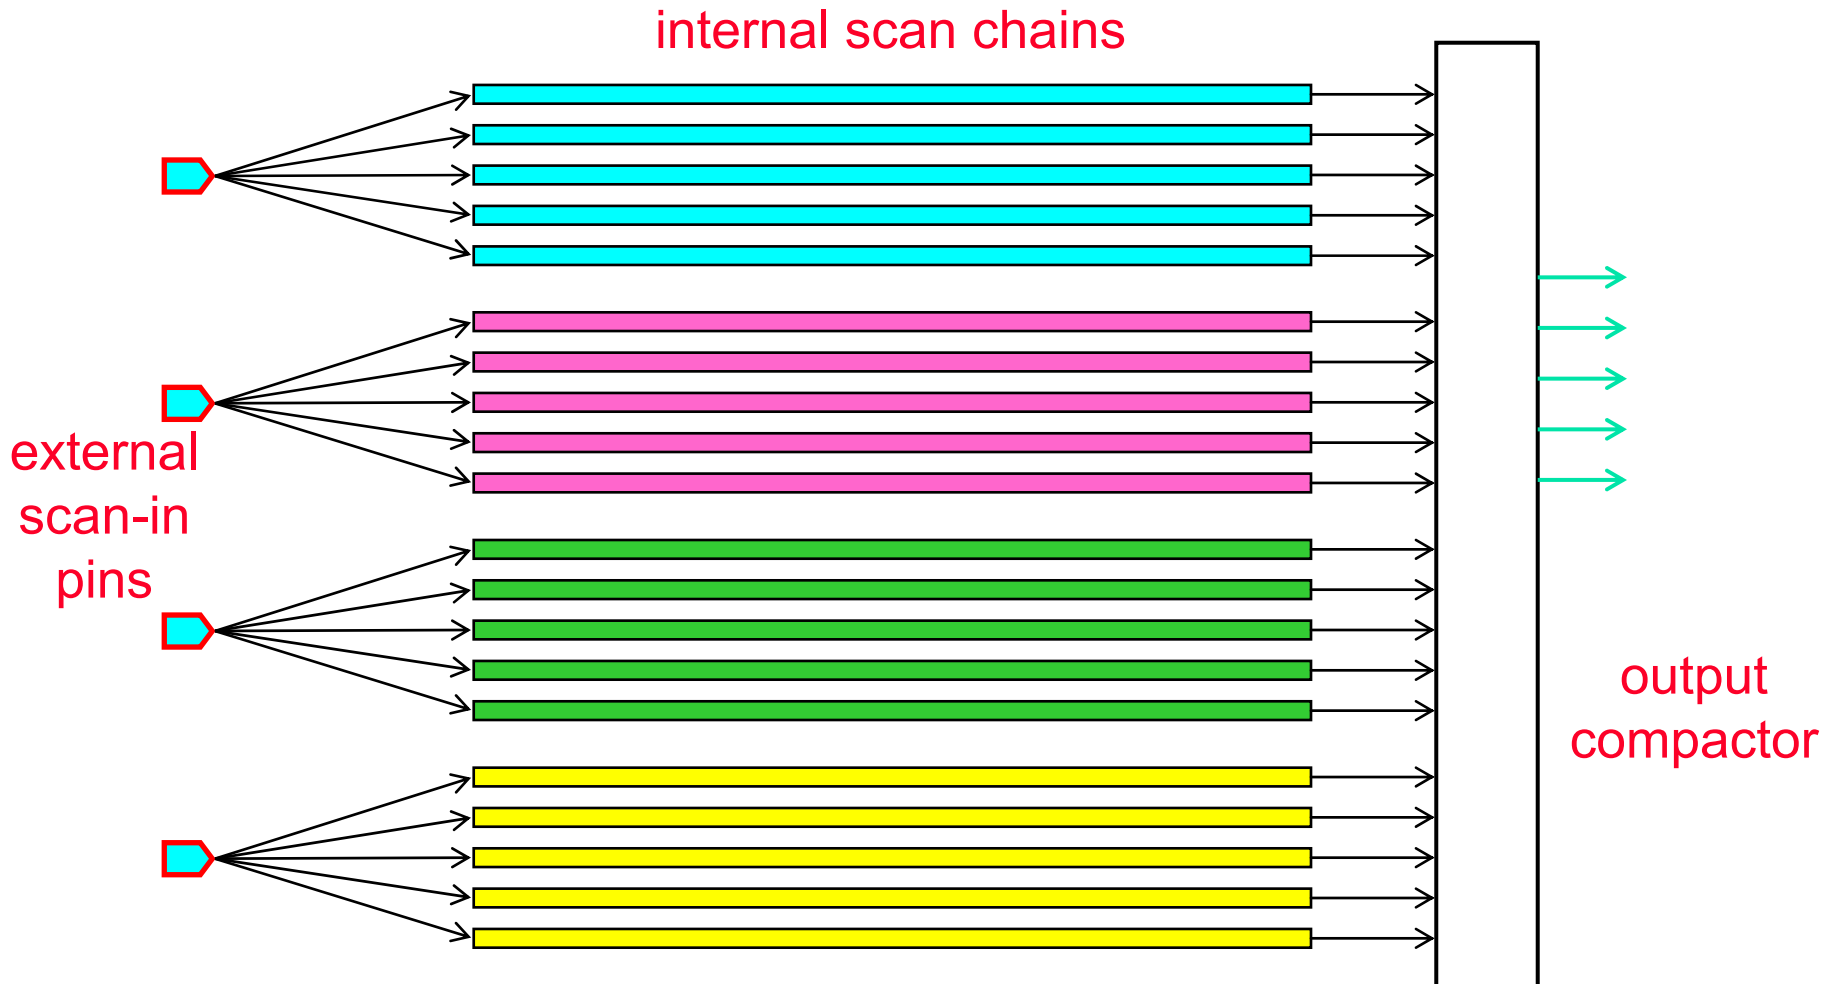 internal scan chains
external
scan-in
pins
output
compactor